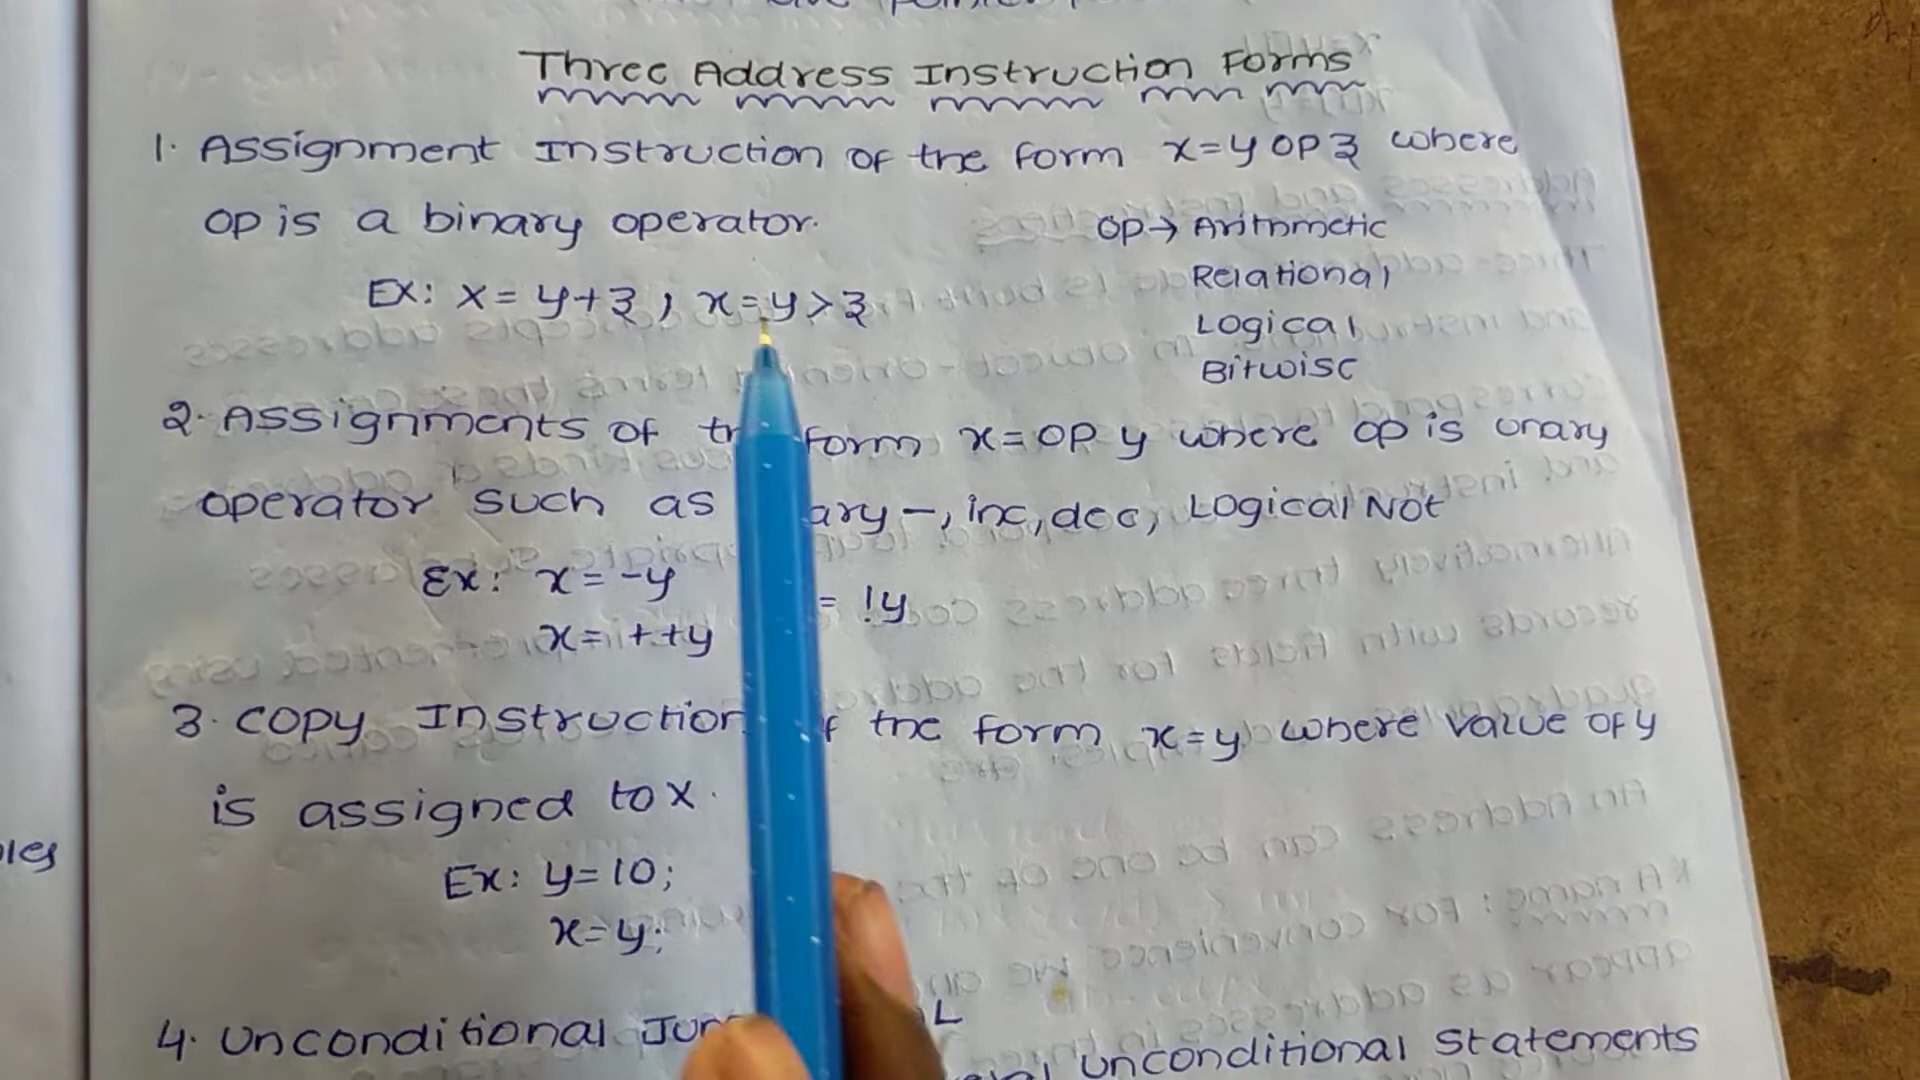 Three Address Instruction Forms
1. Assignment Instruction of the form x=y op z where
op is a binary operator.
op→ Arithmetic
Relational
Ex: x= y+z, x=y>z
Logical
Bitwise
2. Assignments of form x=op y where op is unary
operator such as -, inc, dec, Logical Not
Ex: x=-y = !y
x=++y
3. copy Instruction the form x=y where value of y
is assigned to x.
Ex: y=10;
x=y;
4. Unconditional L
unconditional statements